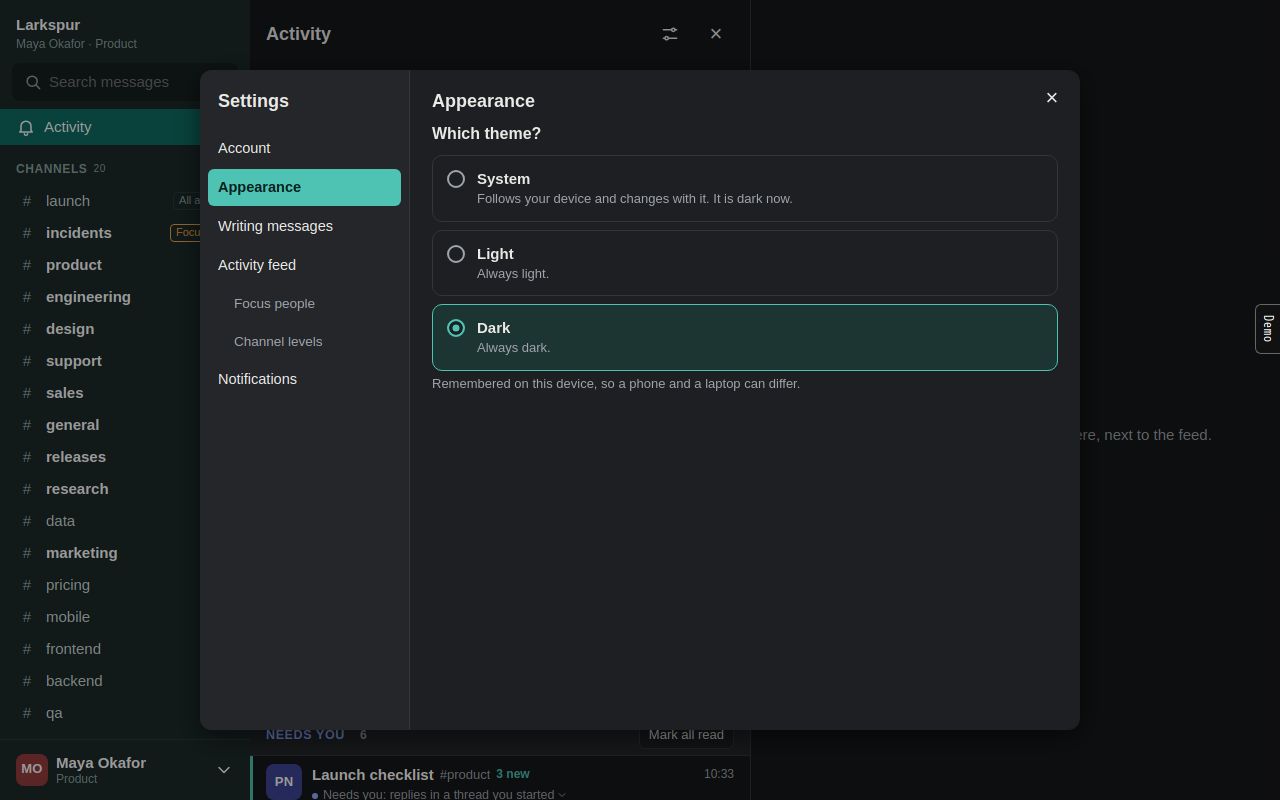 Larkspur
Maya Okafor · Product
Search messages
Activity
CHANNELS 20
# launch All a
# incidents Focu
# product
# engineering
# design
# support
# sales
# general
# releases
# research
# data
# marketing
# pricing
# mobile
# frontend
# backend
# qa
MO Maya Okafor
Product
Activity
Settings
Account
Appearance
Writing messages
Activity feed
Focus people
Channel levels
Notifications
Appearance
Which theme?
System
Follows your device and changes with it. It is dark now.
Light
Always light.
Dark
Always dark.
Remembered on this device, so a phone and a laptop can differ.
ere, next to the feed.
Demo
NEEDS YOU 6
Mark all read
PN Launch checklist #product 3 new 10:33
Needs you: replies in a thread you started